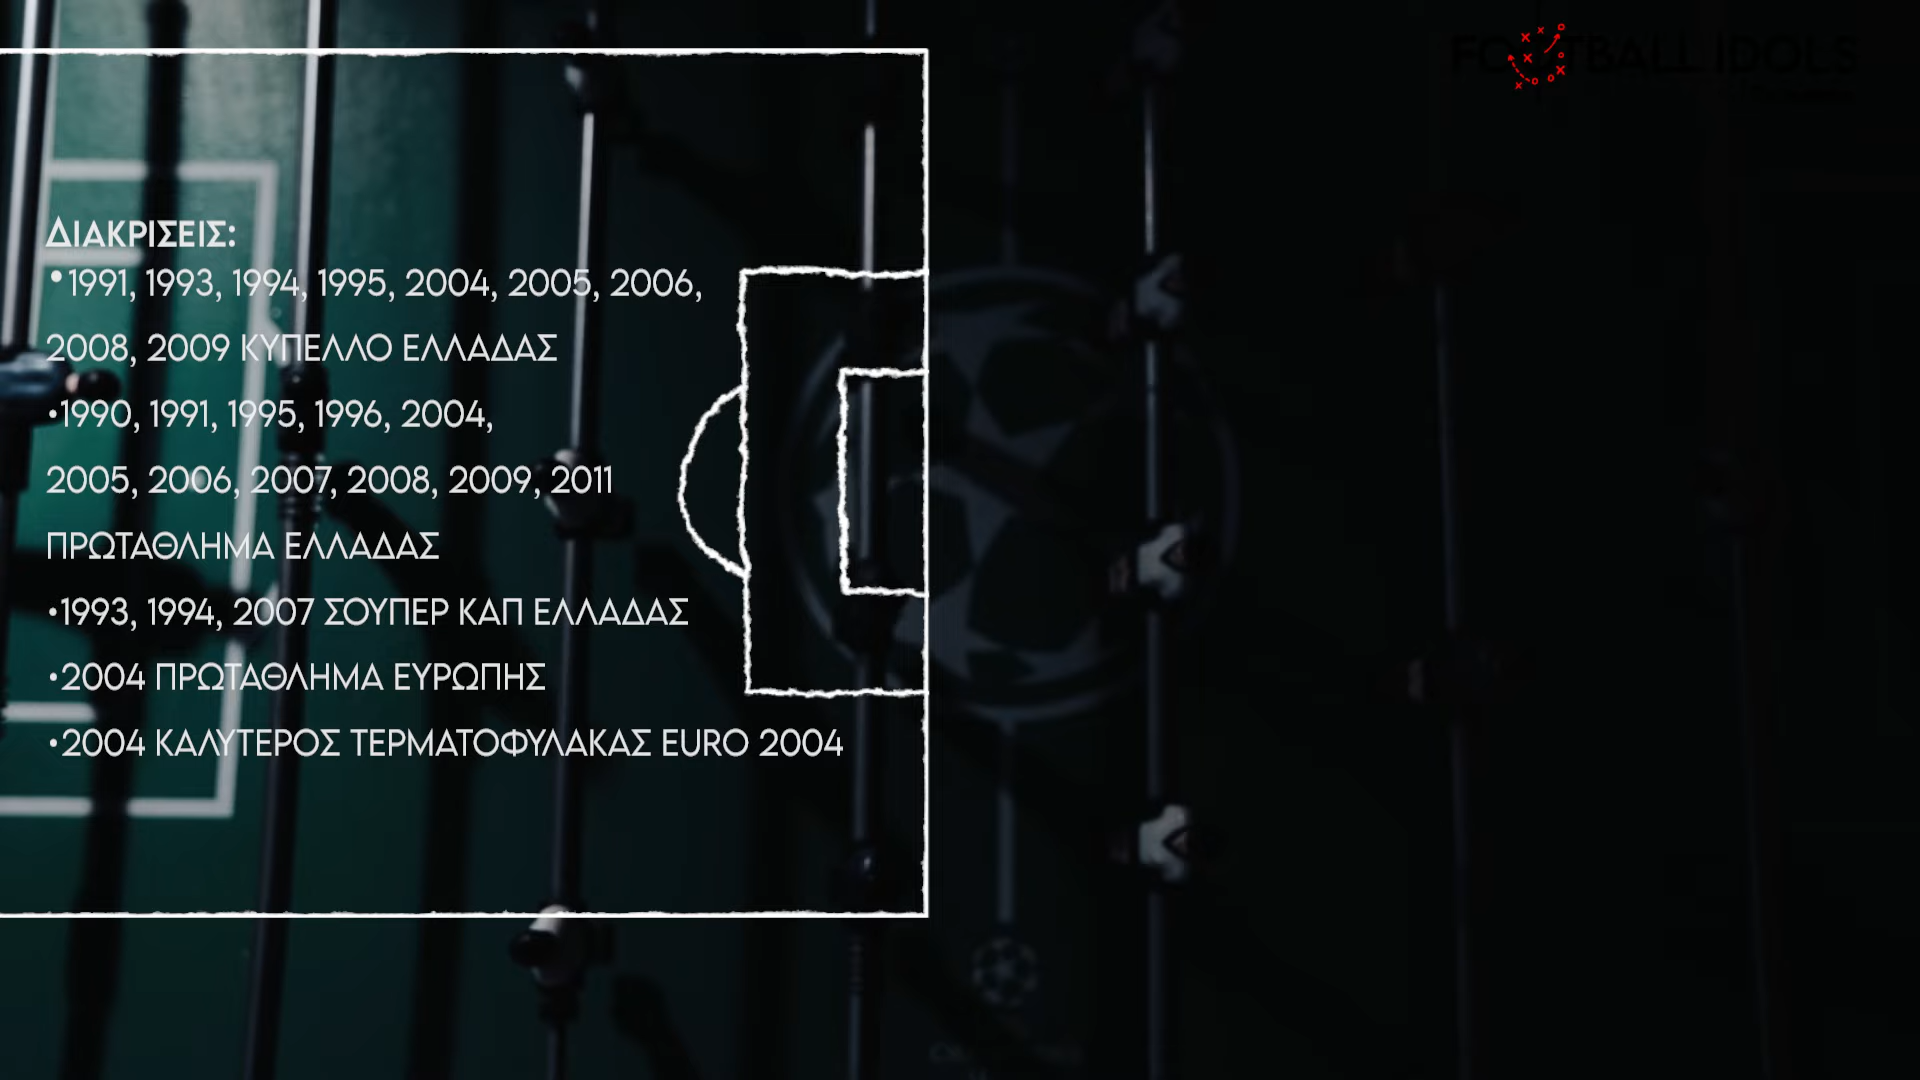 FOOTBALL IDOLS
ΔΙΑΚΡΙΣΕΙΣ:
•1991, 1993, 1994, 1995, 2004, 2005, 2006,
2008, 2009 ΚΥΠΕΛΛΟ ΕΛΛΑΔΑΣ
•1990, 1991, 1995, 1996, 2004,
2005, 2006, 2007, 2008, 2009, 2011
ΠΡΩΤΑΘΛΗΜΑ ΕΛΛΑΔΑΣ
•1993, 1994, 2007 ΣΟΥΠΕΡ ΚΑΠ ΕΛΛΑΔΑΣ
•2004 ΠΡΩΤΑΘΛΗΜΑ ΕΥΡΩΠΗΣ
•2004 ΚΑΛΥΤΕΡΟΣ ΤΕΡΜΑΤΟΦΥΛΑΚΑΣ EURO 2004